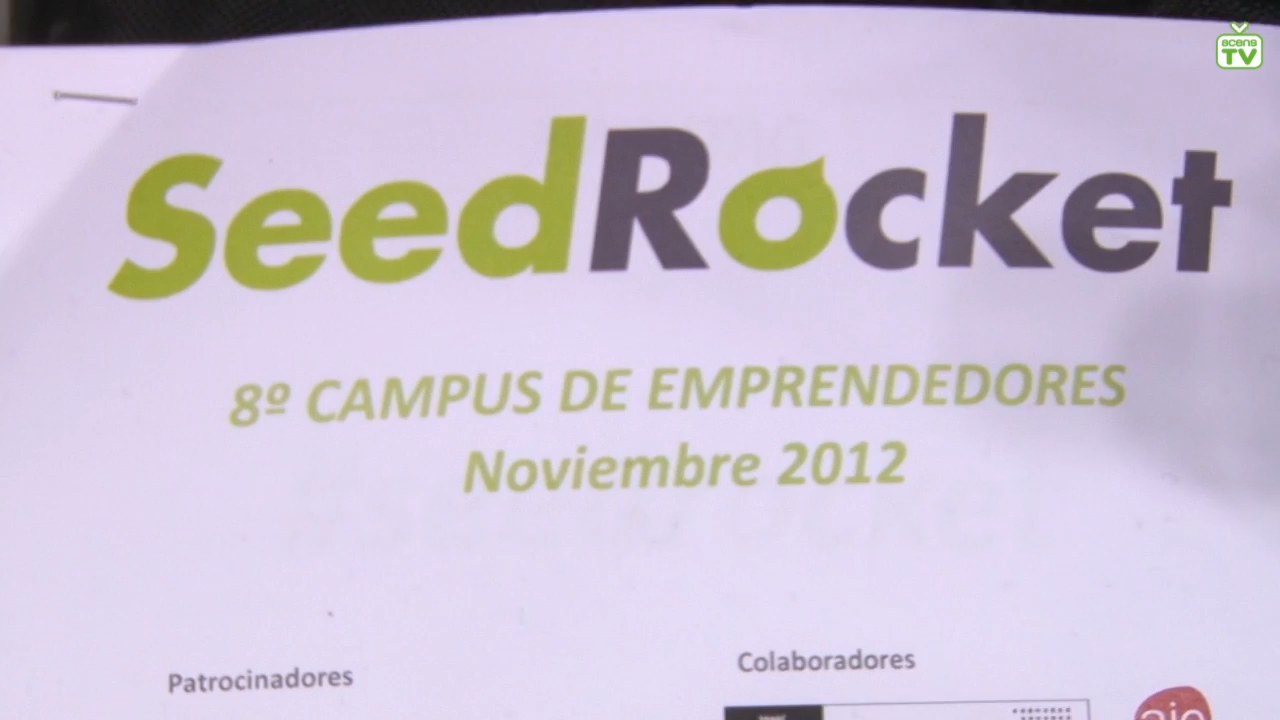 acens
TV
SeedRocket
8º CAMPUS DE EMPRENDEDORES
Noviembre 2012
Patrocinadores
Colaboradores